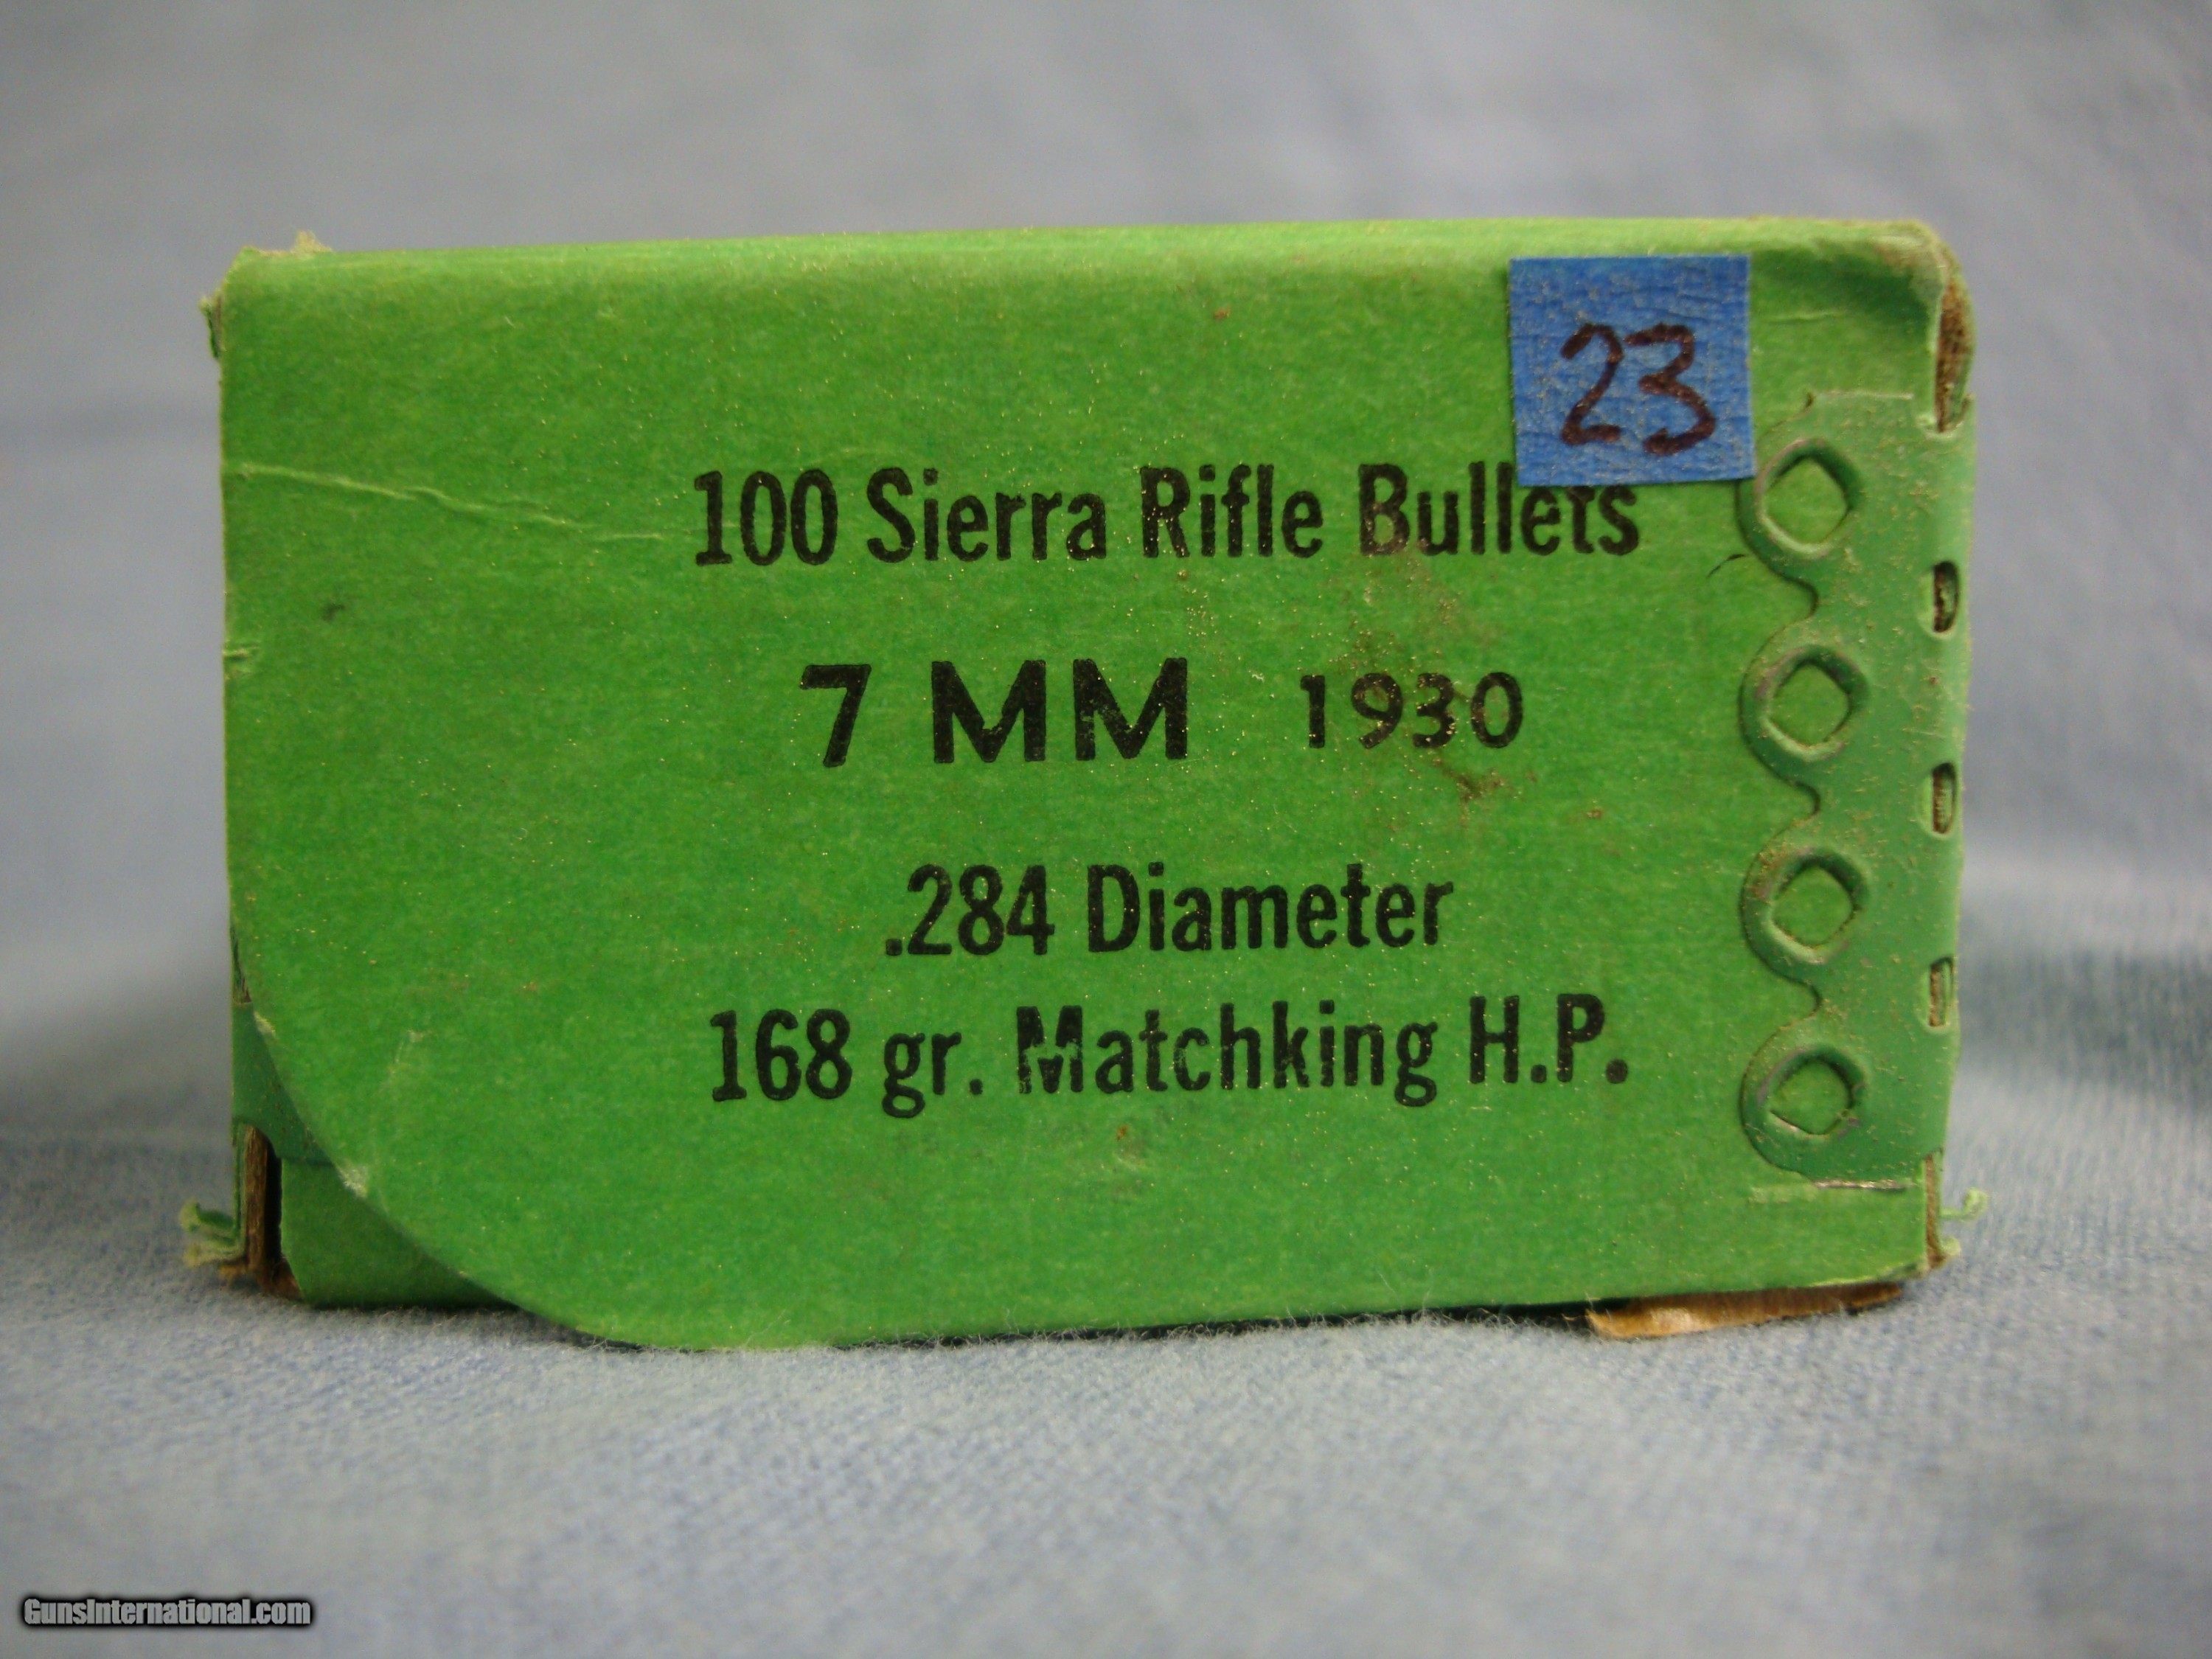 23
100 Sierra Rifle Bullets
7 MM 1930
.284 Diameter
168 gr. Matchking H.P.
GunsInternational.com